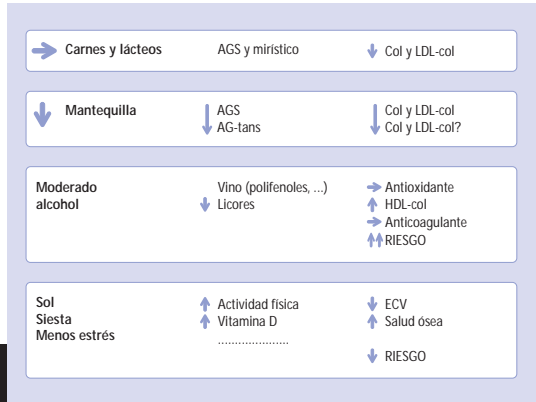 Carnes y lácteos AGS y mirístico Col y LDL-col
Mantequilla AGS Col y LDL-col
AG-tans Col y LDL-col?
Moderado Vino (polifenoles, ...) Antioxidante
alcohol Licores HDL-col
Anticoagulante
RIESGO
Sol Actividad física ECV
Siesta Vitamina D Salud ósea
Menos estrés .....................
RIESGO